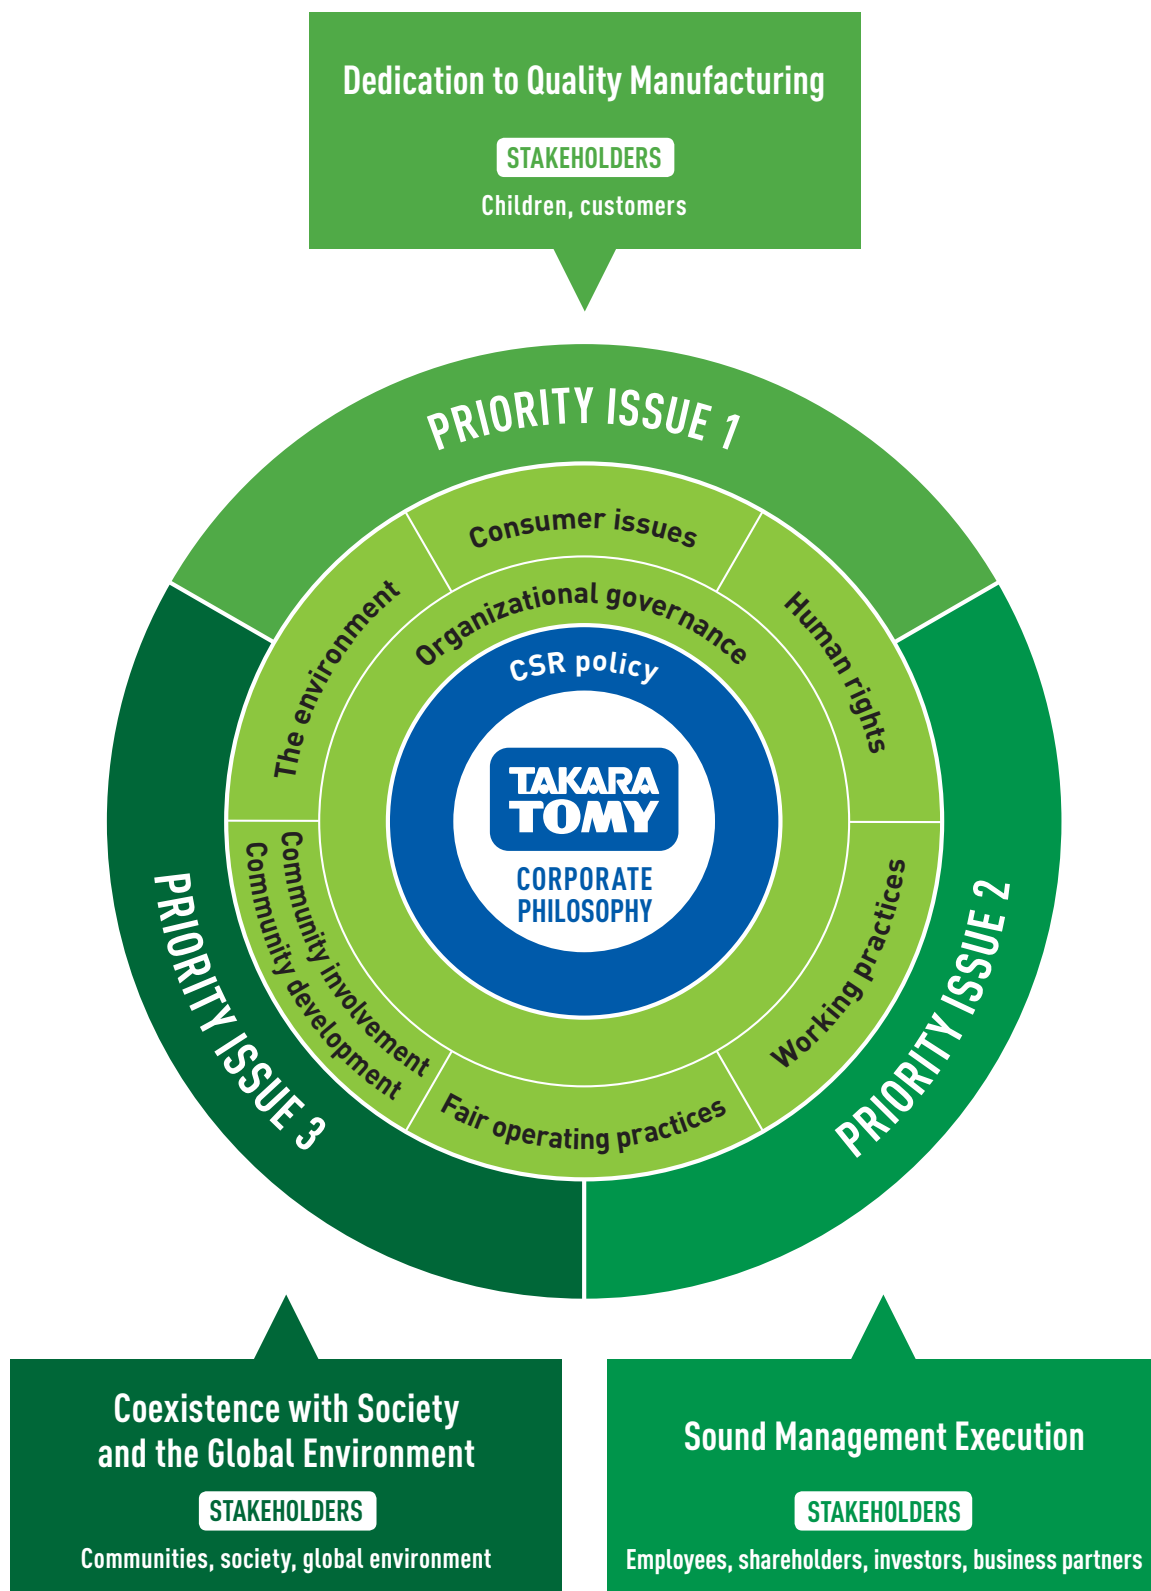 Dedication to Quality Manufacturing
STAKEHOLDERS
Children, customers
PRIORITY ISSUE 1
Consumer issues
Organizational governance
The environment
Human rights
CSR policy
TAKARA
TOMY
CORPORATE
PHILOSOPHY
Community involvement
Community development
Working practices
Fair operating practices
PRIORITY ISSUE 3
PRIORITY ISSUE 2
Coexistence with Society
and the Global Environment
STAKEHOLDERS
Communities, society, global environment
Sound Management Execution
STAKEHOLDERS
Employees, shareholders, investors, business partners